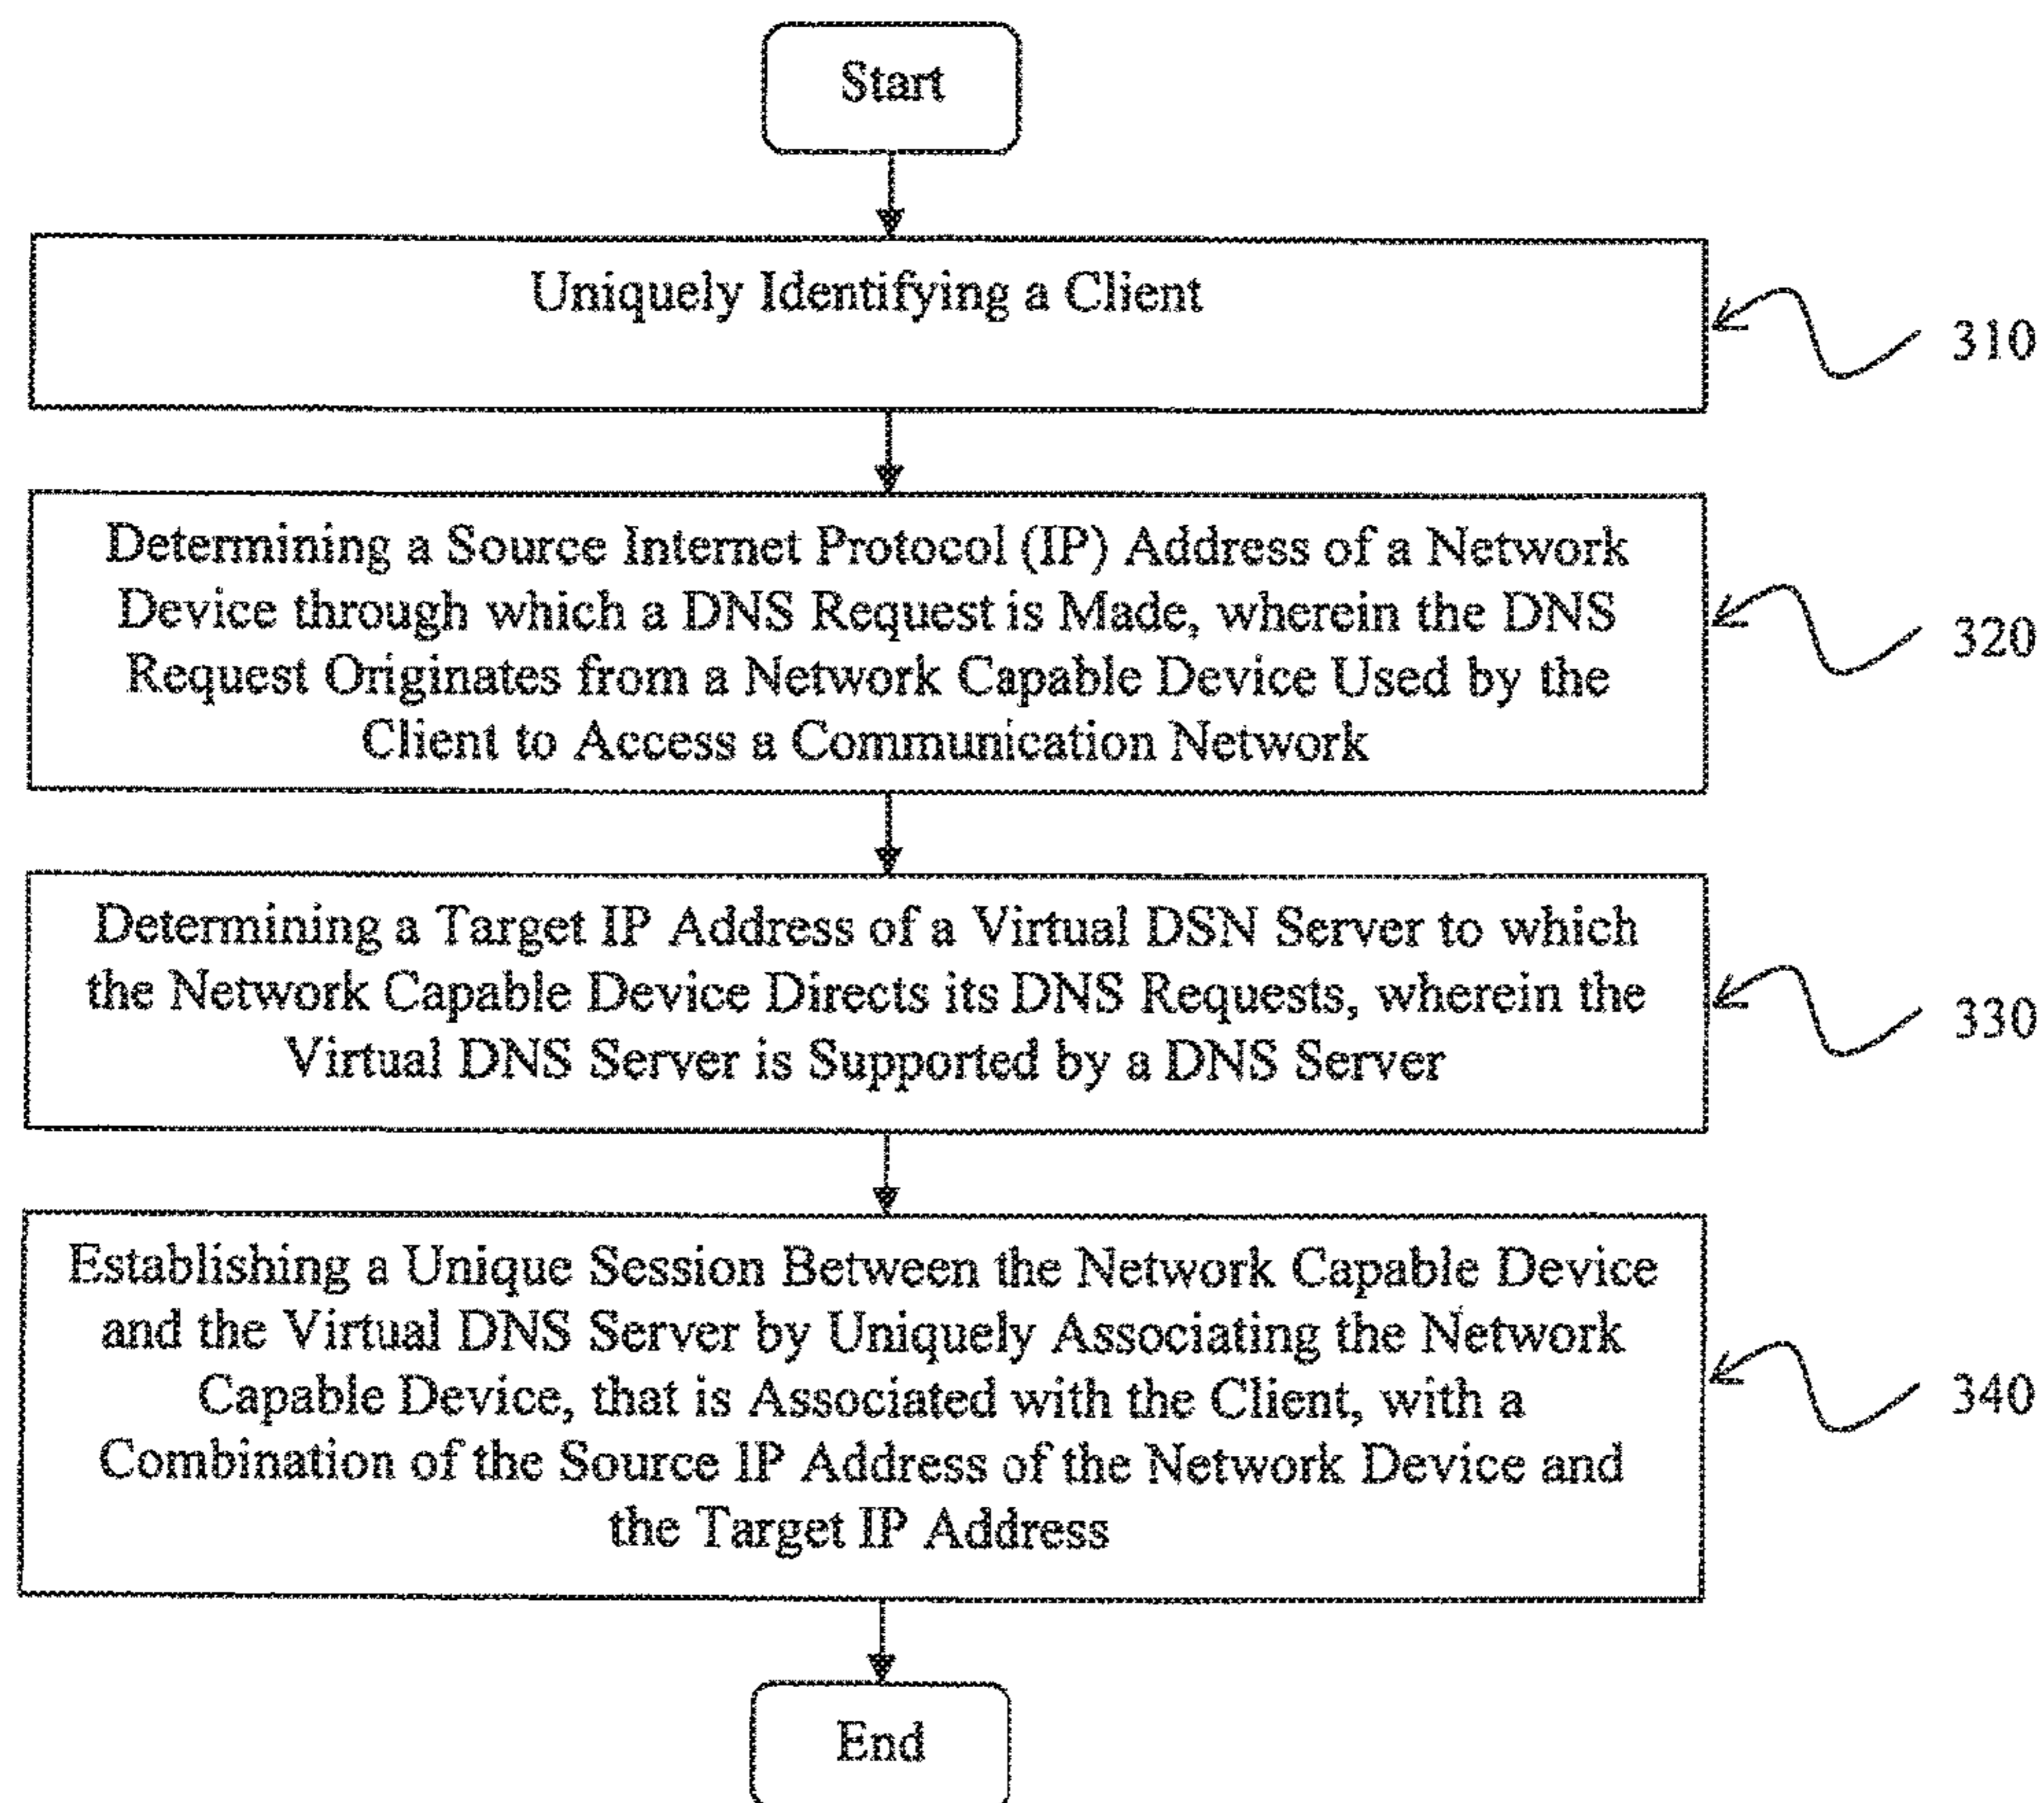 Start
Uniquely Identifying a Client
310
Determining a Source Internet Protocol (IP) Address of a Network
Device through which a DNS Request is Made, wherein the DNS
Request Originates from a Network Capable Device Used by the
Client to Access a Communication Network
320
Determining a Target IP Address of a Virtual DSN Server to which
the Network Capable Device Directs its DNS Requests, wherein the
Virtual DNS Server is Supported by a DNS Server
330
Establishing a Unique Session Between the Network Capable Device
and the Virtual DNS Server by Uniquely Associating the Network
Capable Device, that is Associated with the Client, with a
Combination of the Source IP Address of the Network Device and
the Target IP Address
340
End